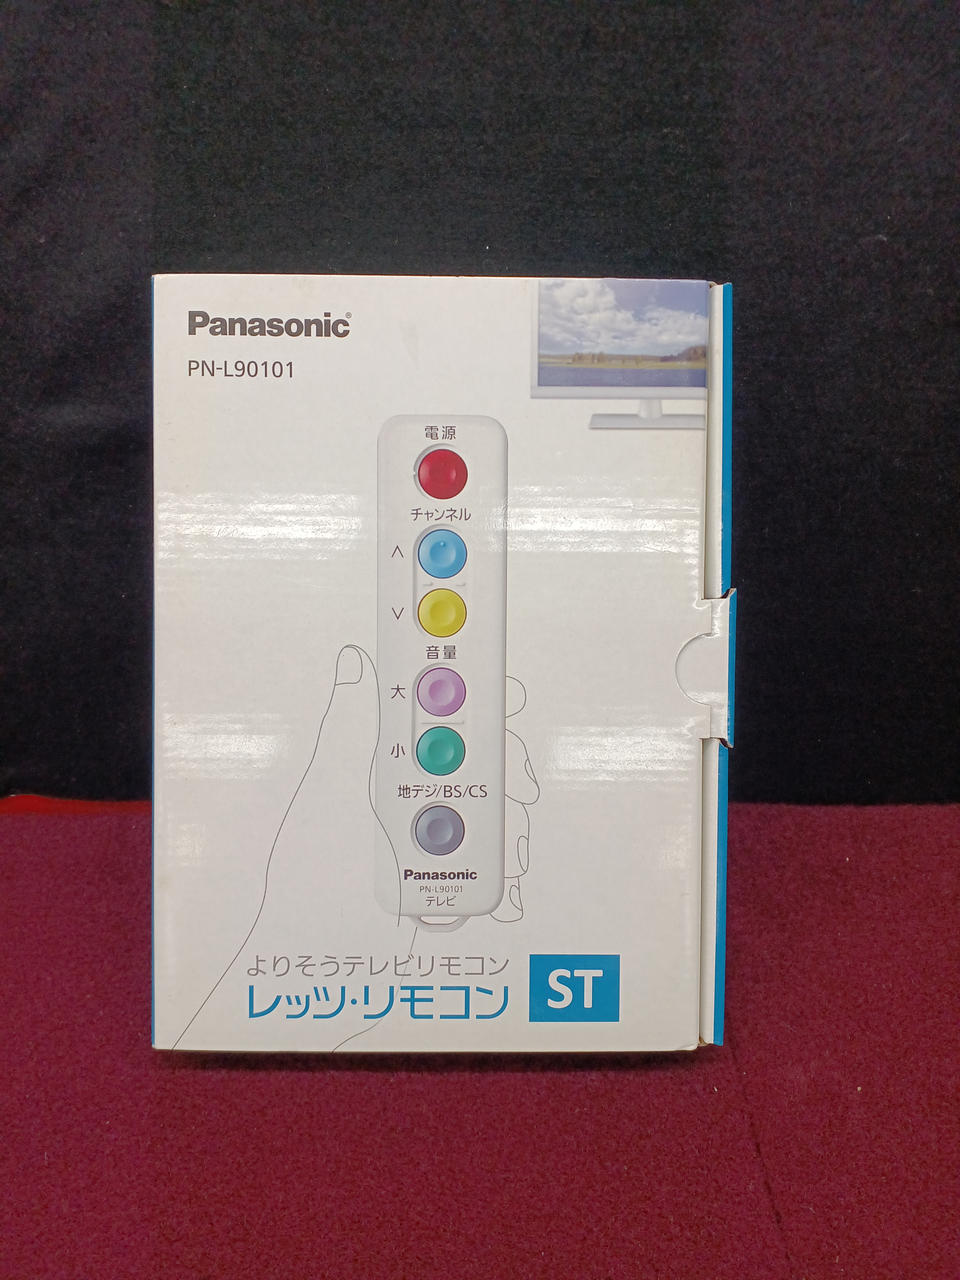 Panasonic®
PN-L90101
電源
チャンネル
∧
∨
音量
大
小
地デジ/BS/CS
Panasonic
PN-L90101
テレビ
よりそうテレビリモコン
レッツ・リモコン ST